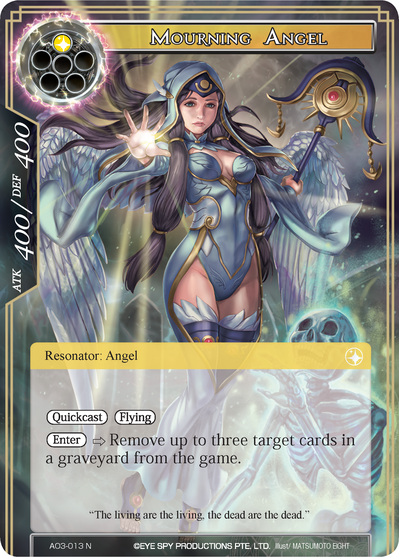 Mourning Angel
ATK 400/DEF 400
Resonator: Angel
Quickcast Flying
Enter ⇨ Remove up to three target cards in
a graveyard from the game.
“The living are the living, the dead are the dead.”
A03-013 N ©EYE SPY PRODUCTIONS PTE. LTD. Illust/ MATSUMOTO EIGHT